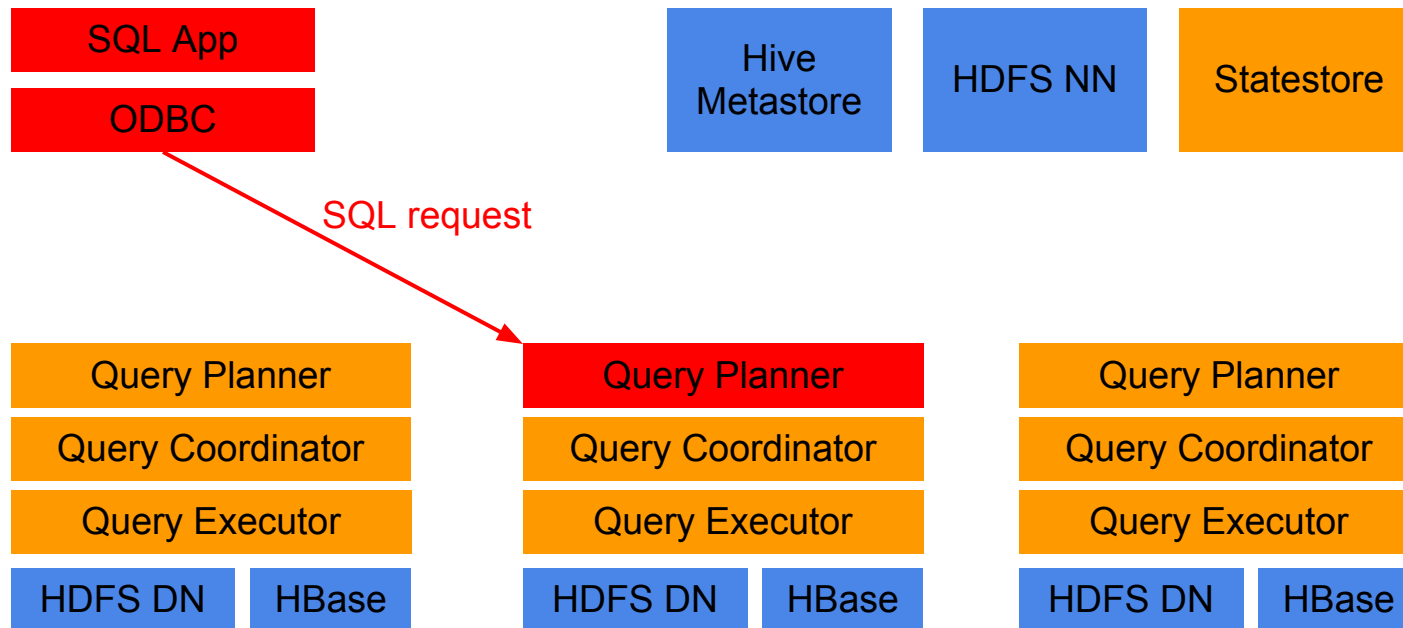 SQL App
ODBC
Hive
Metastore
HDFS NN
Statestore
SQL request
Query Planner
Query Coordinator
Query Executor
HDFS DN
HBase
Query Planner
Query Coordinator
Query Executor
HDFS DN
HBase
Query Planner
Query Coordinator
Query Executor
HDFS DN
HBase